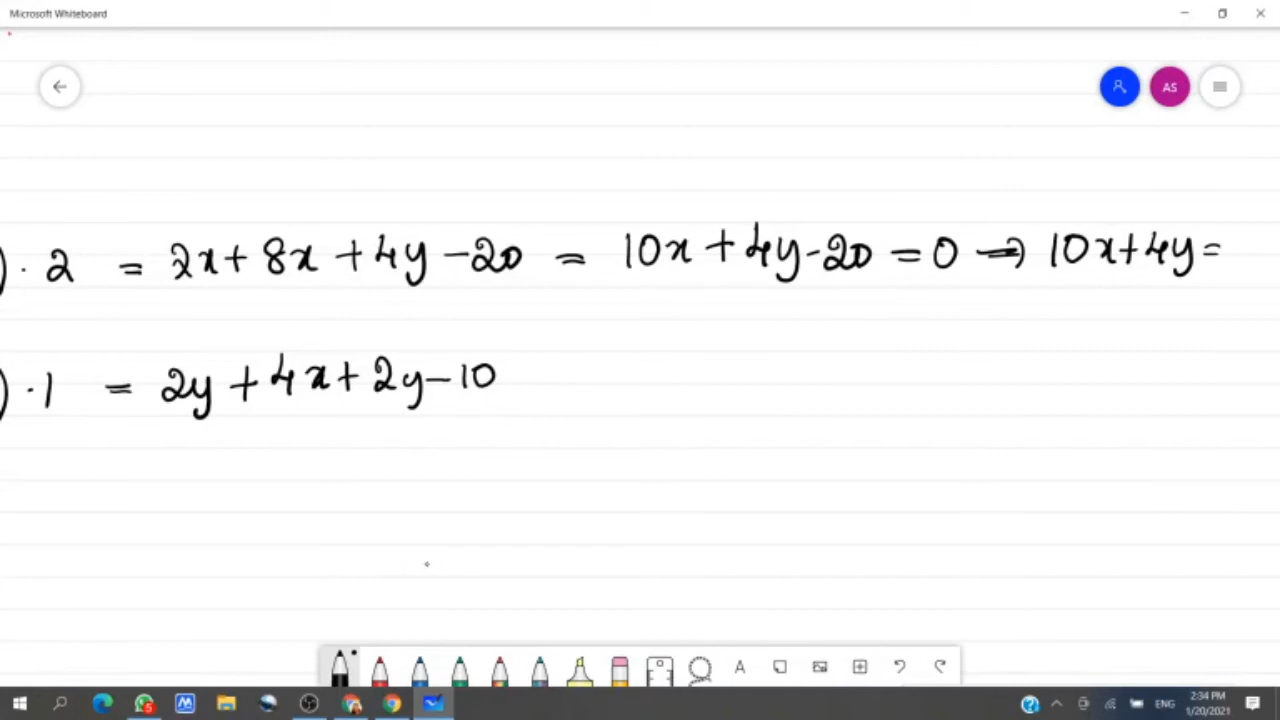 Microsoft Whiteboard
AS
) · 2 = 2x + 8x + 4y - 20 = 10x + 4y - 20 = 0 → 10x + 4y =
) · 1 = 2y + 4x + 2y - 10
A
5
ENG
2:34 PM
1/20/2021